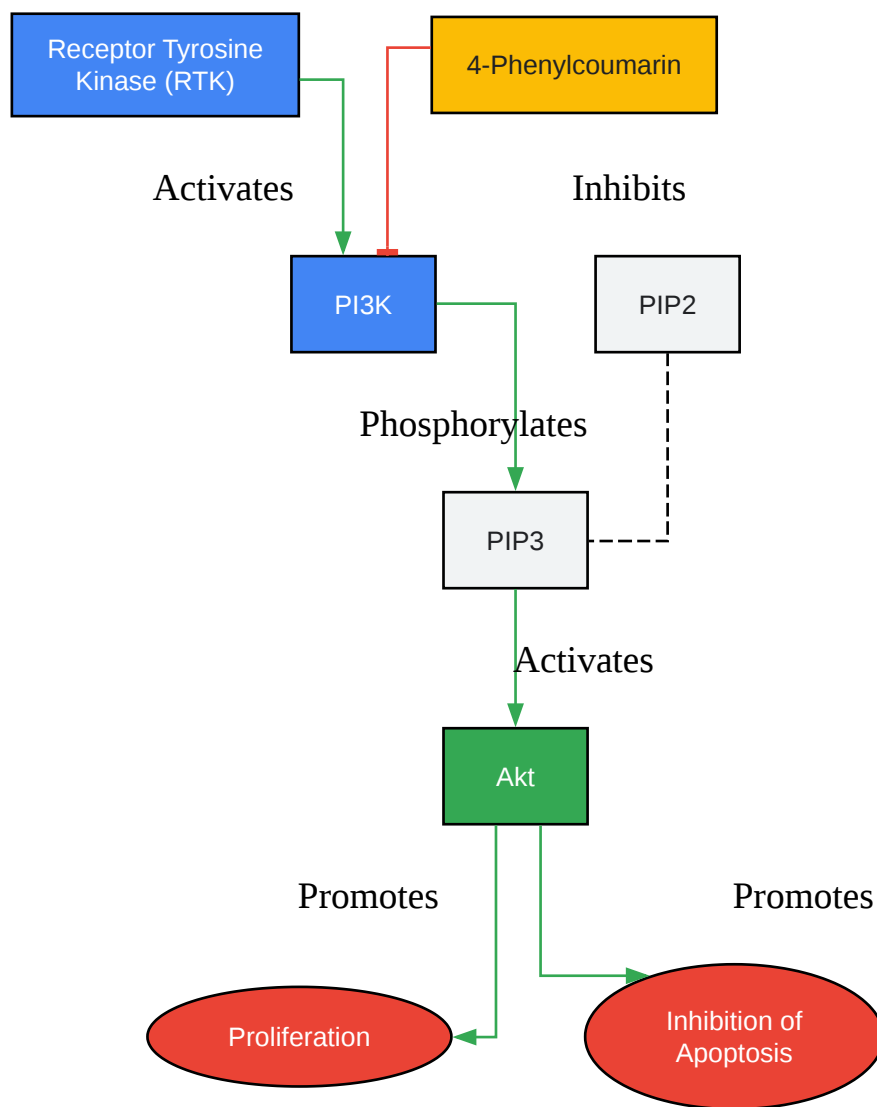 Receptor Tyrosine
Kinase (RTK)
4-Phenylcoumarin
Activates
Inhibits
PI3K
PIP2
Phosphorylates
PIP3
Activates
Akt
Promotes
Promotes
Proliferation
Inhibition of
Apoptosis